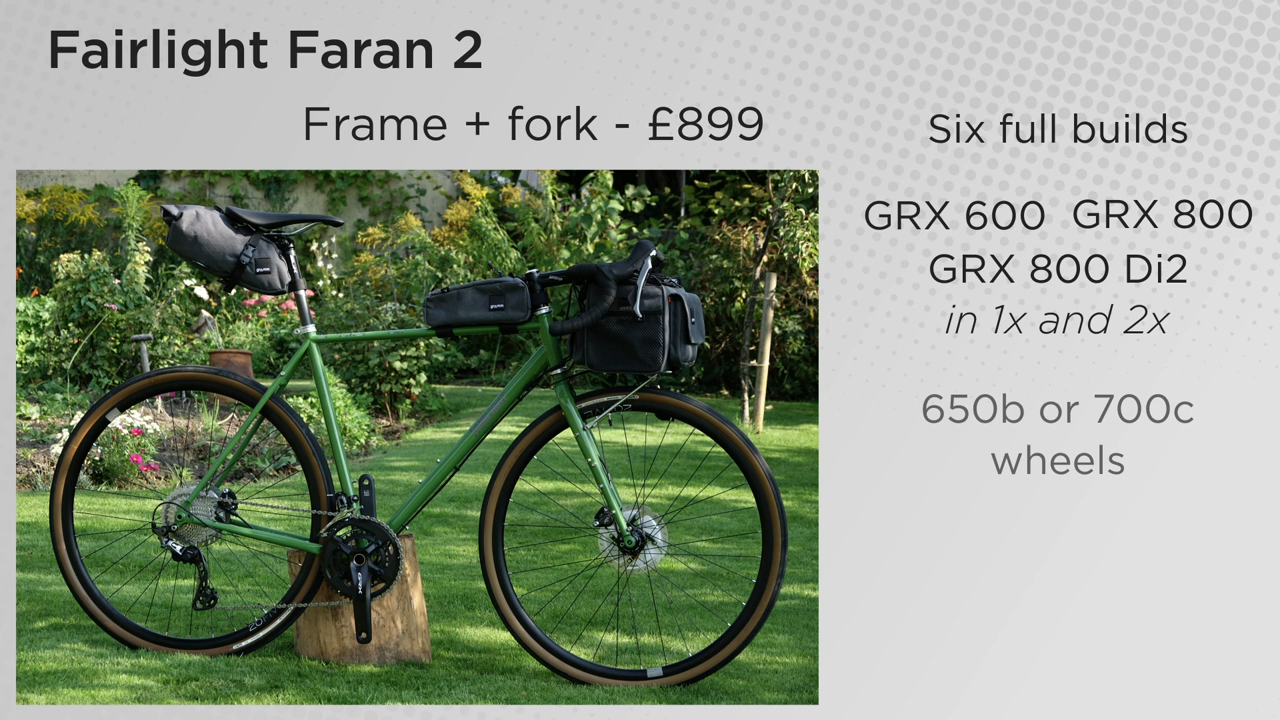 Fairlight Faran 2
Frame + fork - £899
Six full builds
GRX 600 GRX 800
GRX 800 Di2
in 1x and 2x
650b or 700c
wheels
GRX